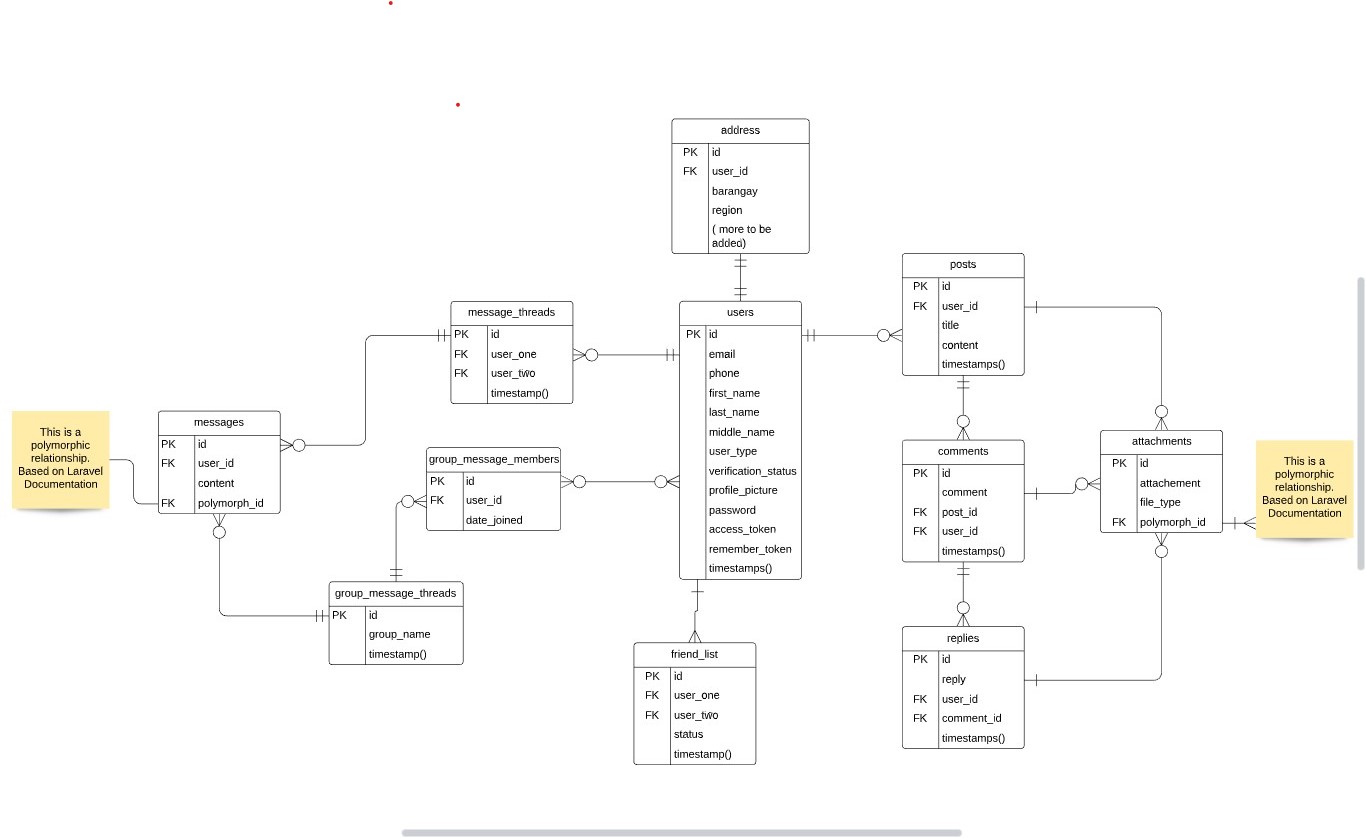 address
PK id
FK user_id
barangay
region
( more to be
added)
posts
PK id
FK user_id
title
content
timestamps()
message_threads
PK id
FK user_one
FK user_two
timestamp()
users
PK id
email
phone
first_name
last_name
middle_name
user_type
verification_status
profile_picture
password
access_token
remember_token
timestamps()
This is a
polymorphic
relationship.
Based on Laravel
Documentation
messages
PK id
FK user_id
content
FK polymorph_id
group_message_members
PK id
FK user_id
date_joined
comments
PK id
comment
FK post_id
FK user_id
timestamps()
attachments
PK id
attachement
file_type
FK polymorph_id
This is a
polymorphic
relationship.
Based on Laravel
Documentation
group_message_threads
PK id
group_name
timestamp()
friend_list
PK id
FK user_one
FK user_two
status
timestamp()
replies
PK id
reply
FK user_id
FK comment_id
timestamps()